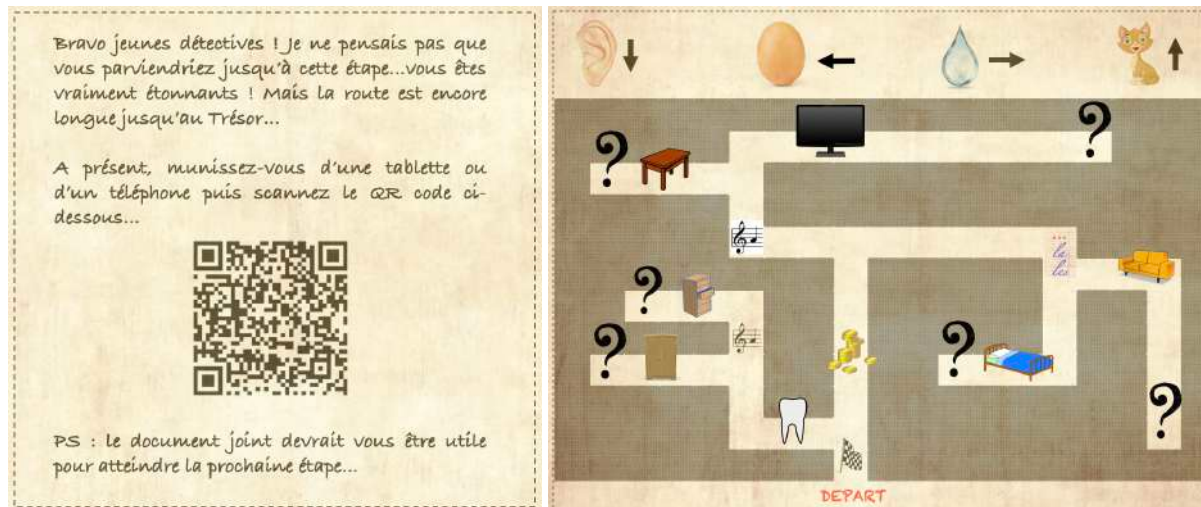 Bravo jeunes détectives ! Je ne pensais pas que
vous parviendriez jusqu'à cette étape...vous êtes
vraiment étonnants ! Mais la route est encore
longue jusqu'au Trésor...
A présent, munissez-vous d'une tablette ou
d'un téléphone puis scannez le QR code ci-
dessous...
PS : le document joint devrait vous être utile
pour atteindre la prochaine étape...
?
?
...
la
les
?
?
?
?
DEPART